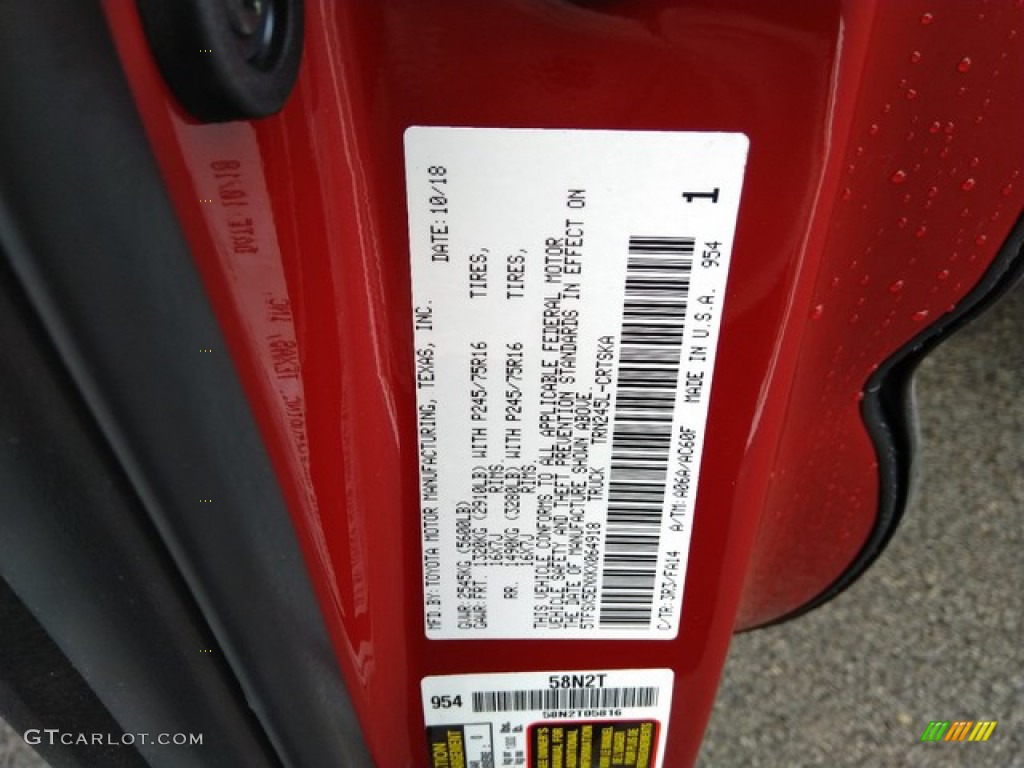 MFD.BY:TOYOTA MOTOR MANUFACTURING, TEXAS, INC. DATE:10/18
GVWR:2545KG (5600LB)
GAWR:FRT. 1320KG (2910LB) WITH P245/75R16 TIRES,
16X7J RIMS,
RR. 1490KG (3280LB) WITH P245/75R16 TIRES,
16X7J RIMS.
THIS VEHICLE CONFORMS TO ALL APPLICABLE FEDERAL MOTOR
VEHICLE SAFETY AND THEFT PREVENTION STANDARDS IN EFFECT ON
THE DATE OF MANUFACTURE SHOWN ABOVE.
TRUCK TRN245L-CRTSKA
1
C/TR:3R3/FA14 A/TM:A06A/AC60F MADE IN U.S.A. 954
58N2T
954
58N2T05816
GTCARLOT.COM